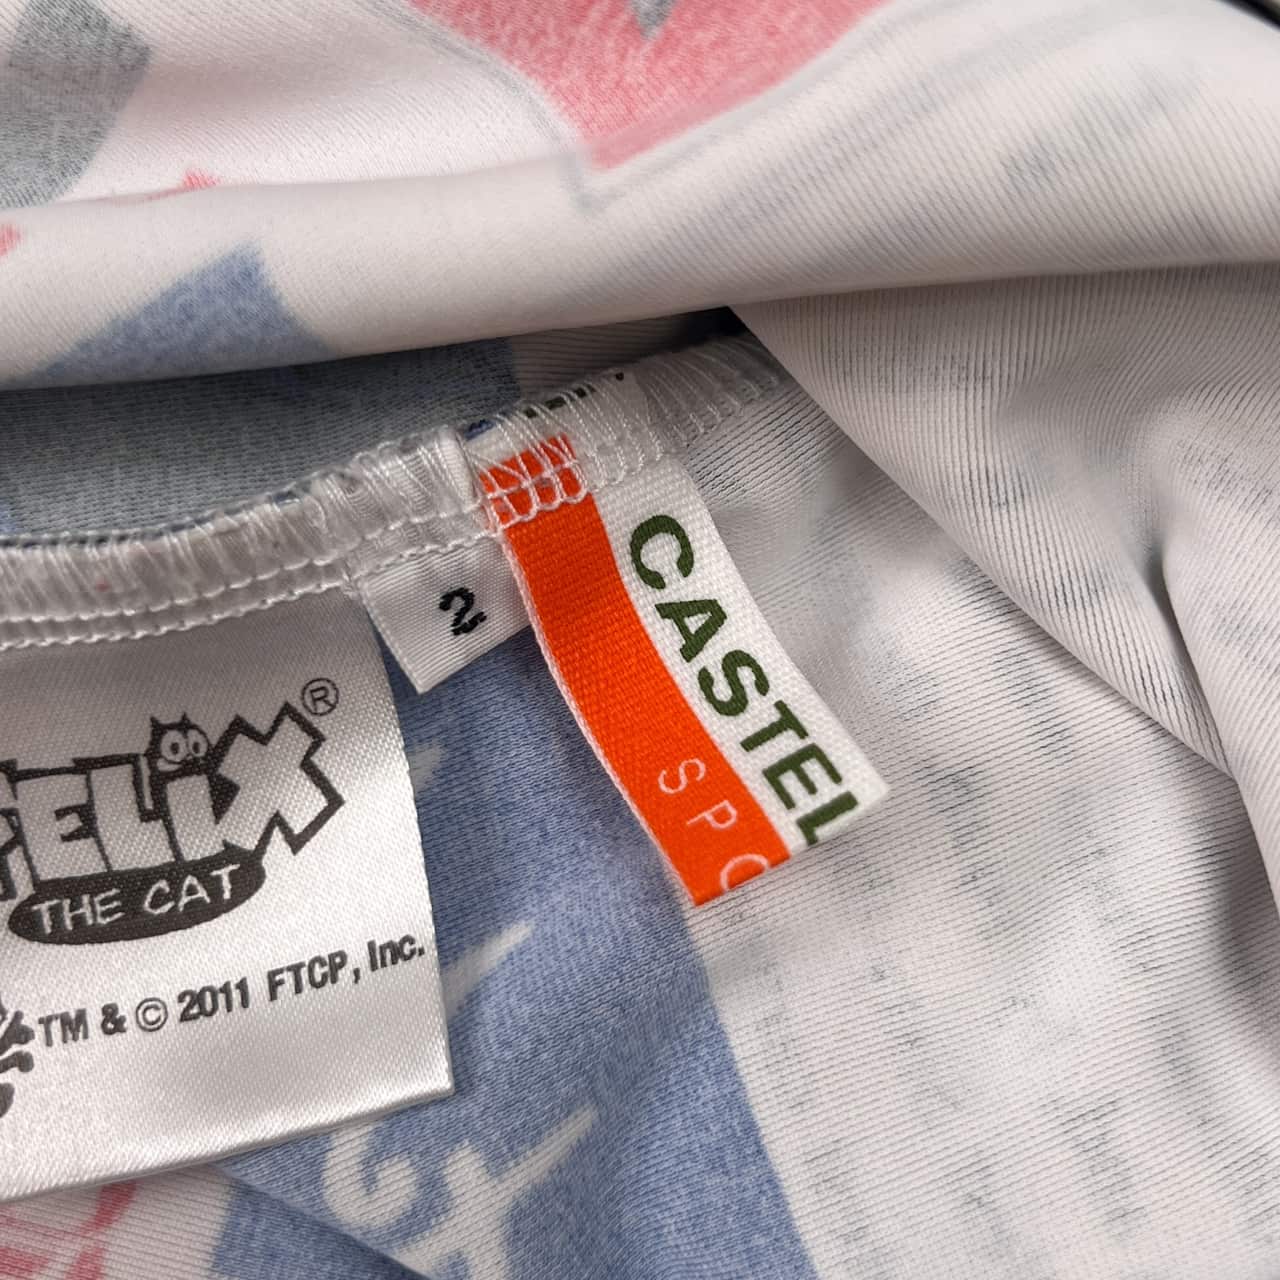 FELIX®
THE CAT
TM & © 2011 FTCP, Inc.
2
CASTEL
SPO